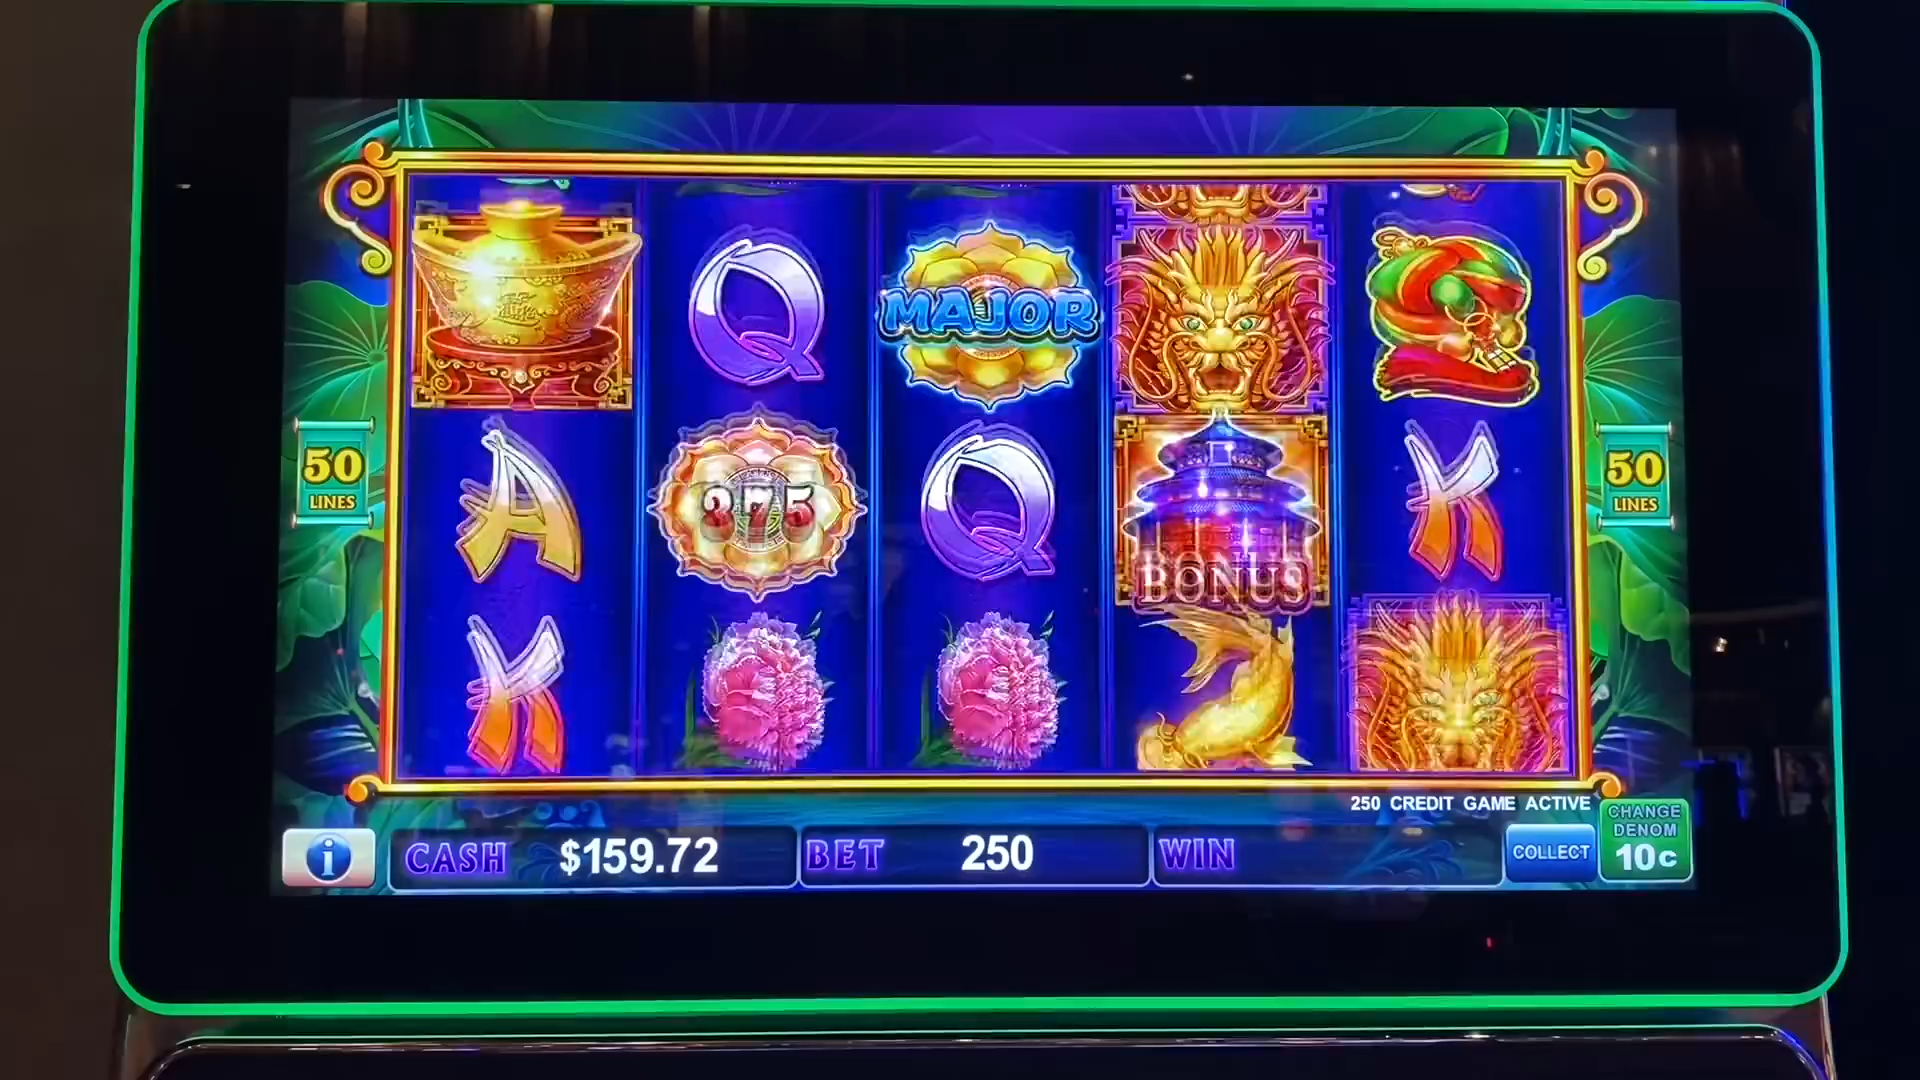 Q
MAJOR
50
LINES
A
375
Q
BONUS
K
50
LINES
K
250 CREDIT GAME ACTIVE
i
CASH $159.72
BET 250
WIN
COLLECT
CHANGE
DENOM
10c